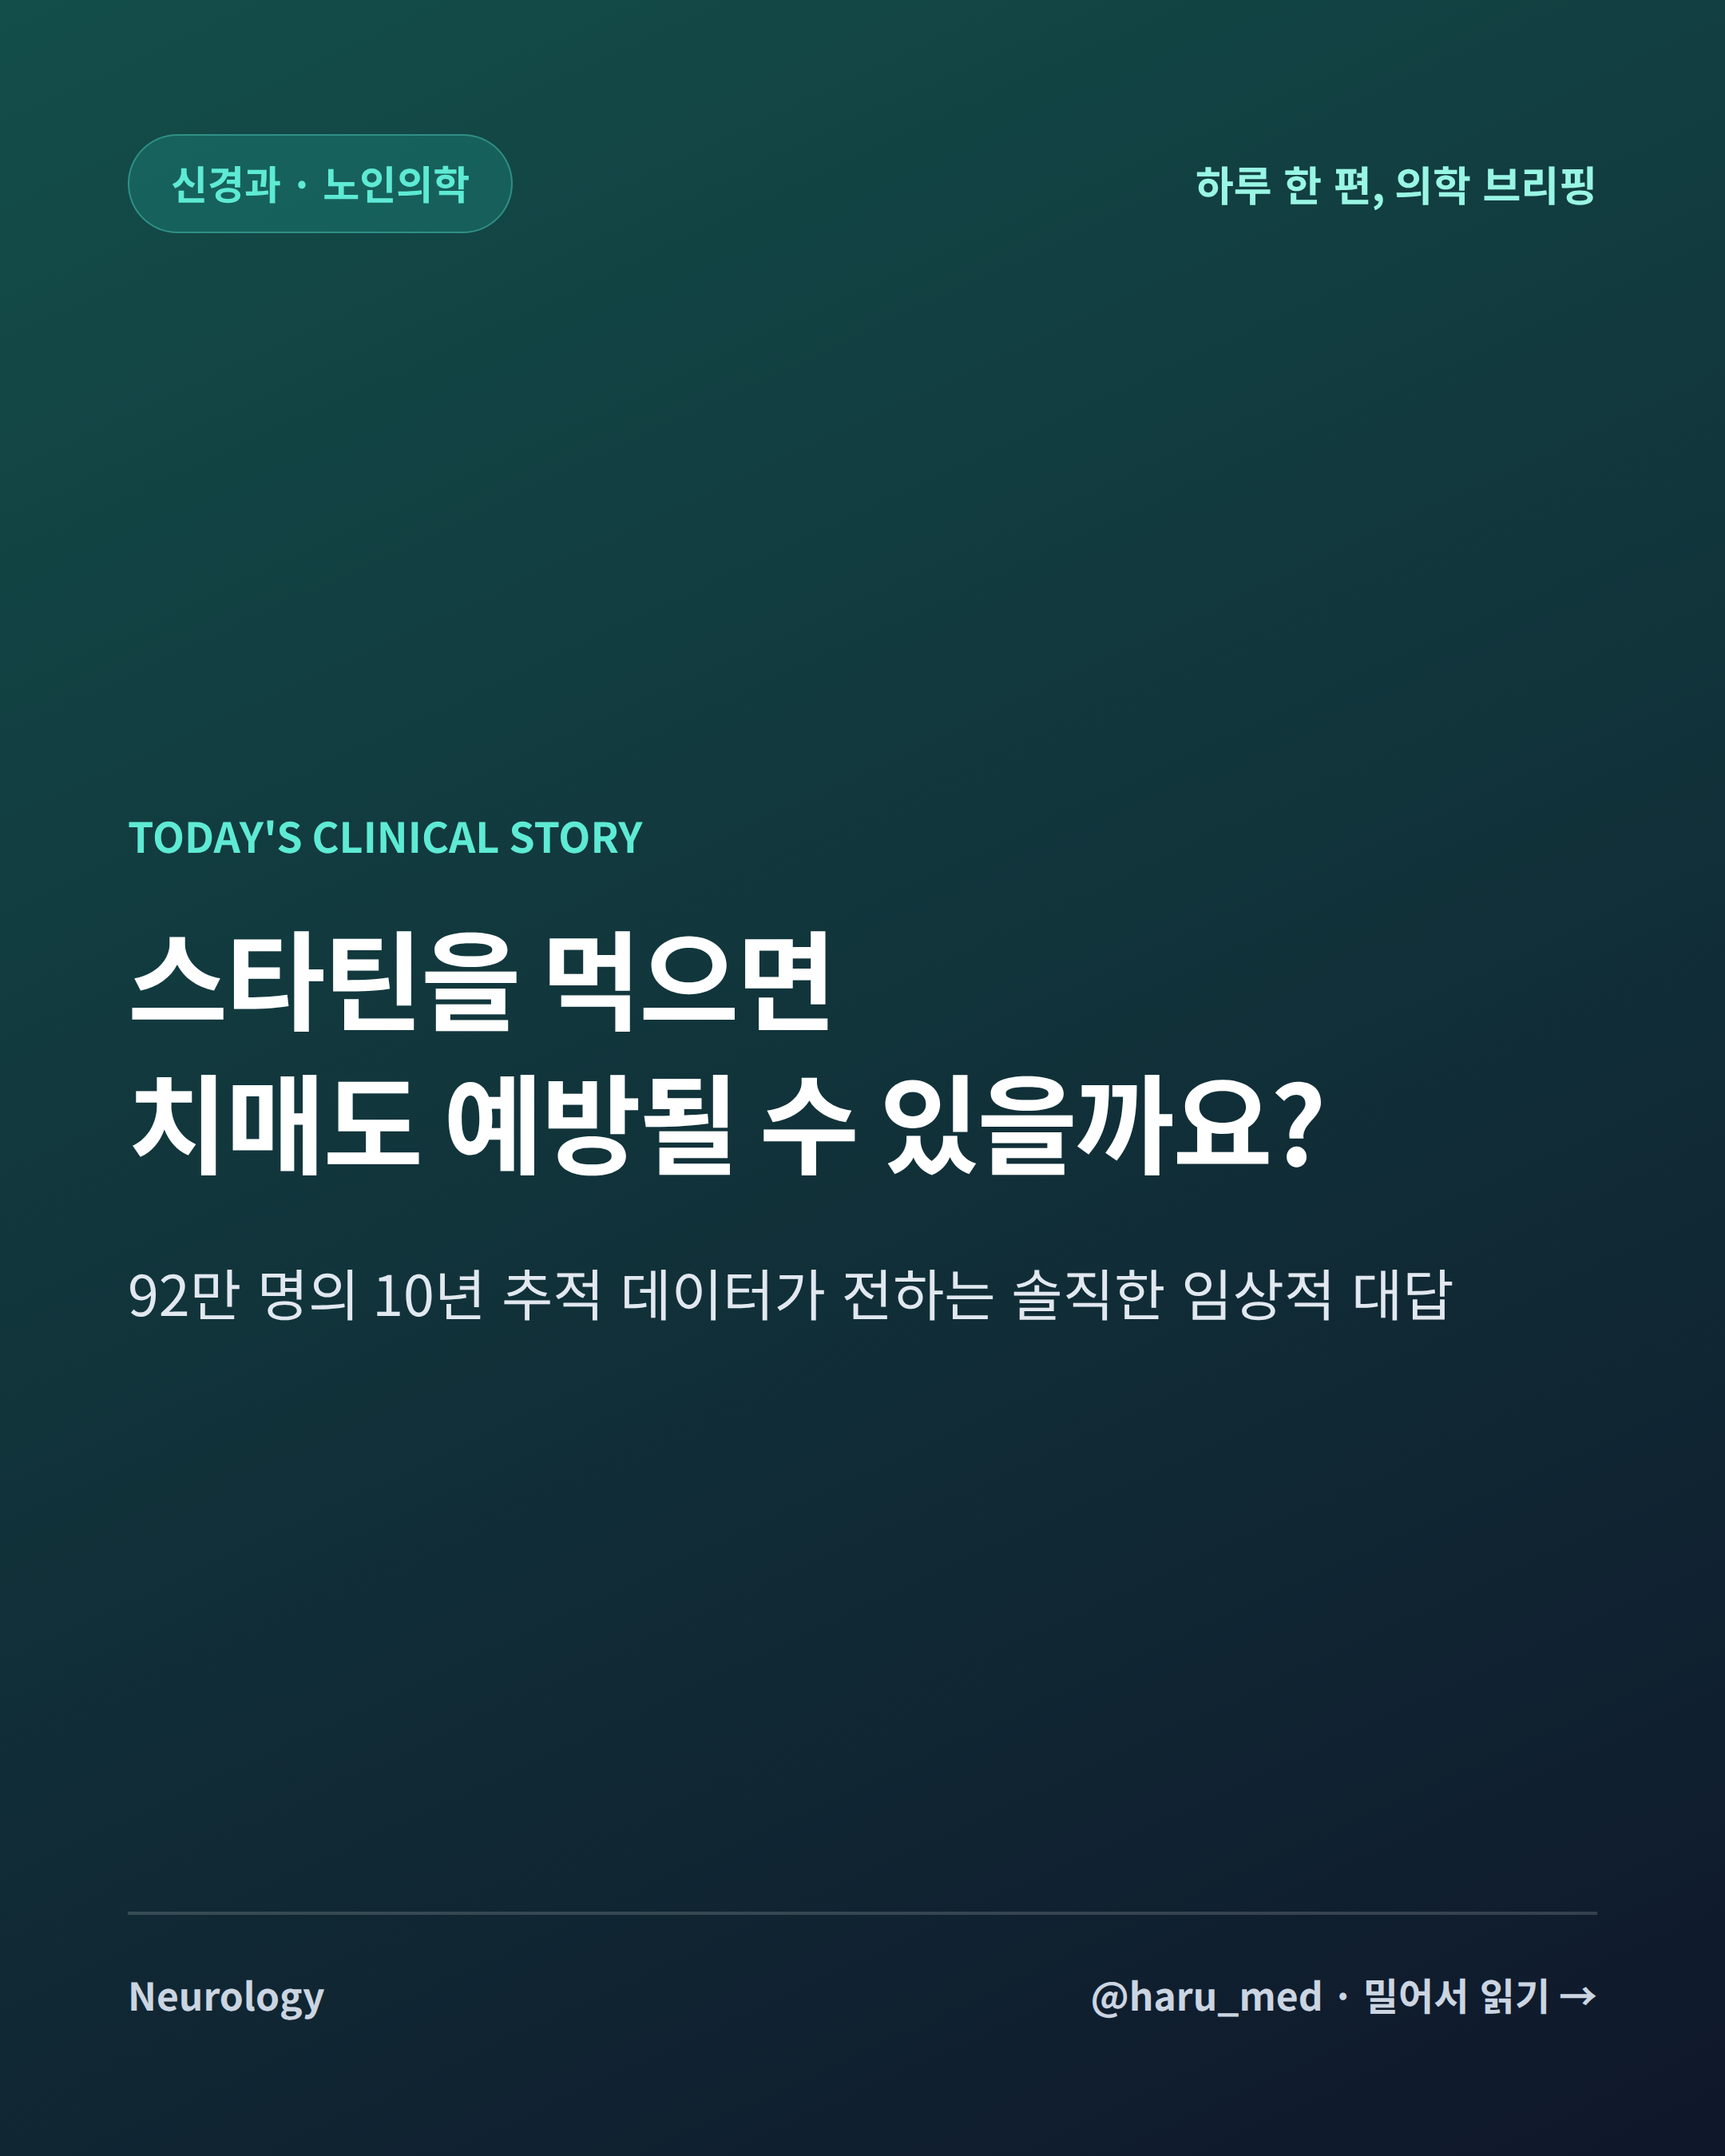 신경과 · 노인의학
하루 한 편, 의학 브리핑
TODAY'S CLINICAL STORY
스타틴을 먹으면
치매도 예방될 수 있을까요?
92만 명의 10년 추적 데이터가 전하는 솔직한 임상적 대답
Neurology
@haru_med · 밀어서 읽기 →